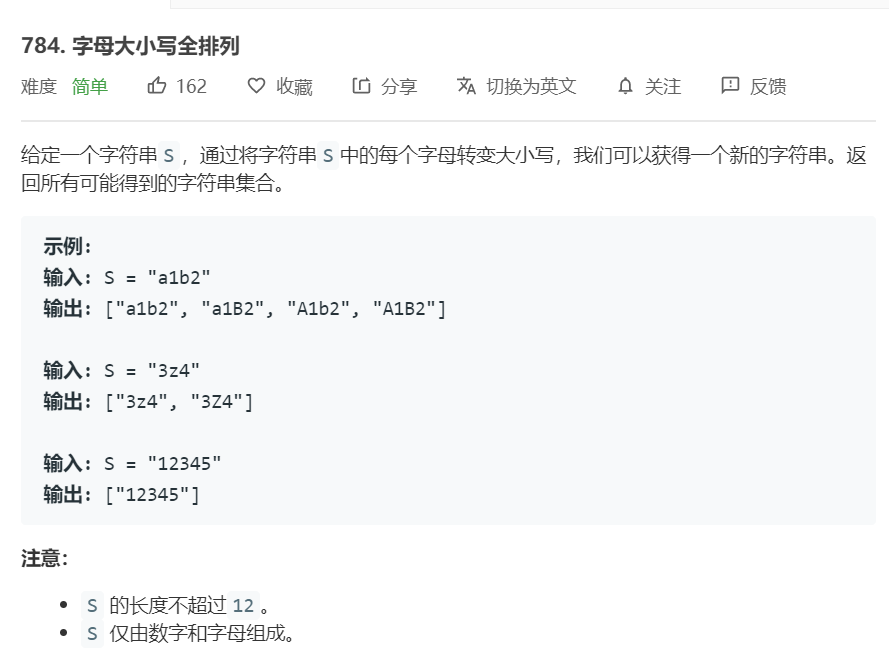 784. 字母大小写全排列
难度 简单 162 收藏 分享 切换为英文 关注 反馈
给定一个字符串 S ，通过将字符串 S 中的每个字母转变大小写，我们可以获得一个新的字符串。返
回所有可能得到的字符串集合。
示例：
输入：S = "a1b2"
输出：["a1b2", "a1B2", "A1b2", "A1B2"]
输入：S = "3z4"
输出：["3z4", "3Z4"]
输入：S = "12345"
输出：["12345"]
注意：
• S 的长度不超过 12 。
• S 仅由数字和字母组成。